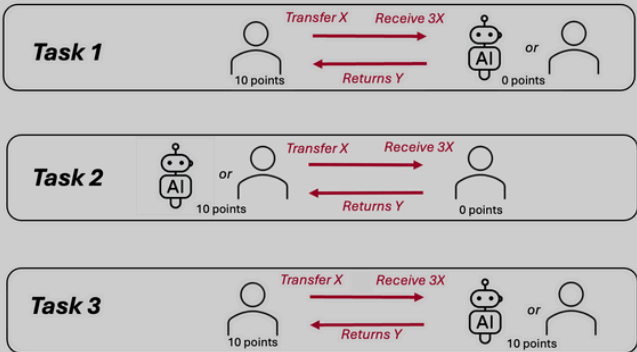 Transfer X Receive 3X
Task 1
AI
or
10 points
Returns Y
0 points
Transfer X Receive 3X
Task 2
AI
or
10 points
Returns Y
0 points
Transfer X Receive 3X
Task 3
AI
or
10 points
Returns Y
10 points